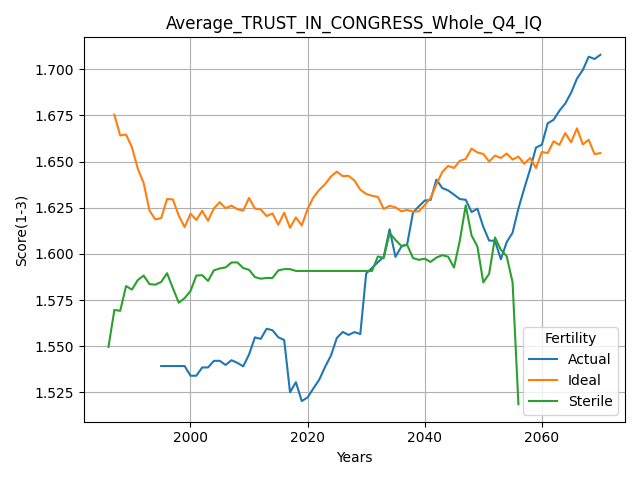 Average_TRUST_IN_CONGRESS_Whole_Q4_IQ
Score(1-3)
1.700
1.675
1.650
1.625
1.600
1.575
1.550
1.525
2000
2020
2040
2060
Years
Fertility
Actual
Ideal
Sterile